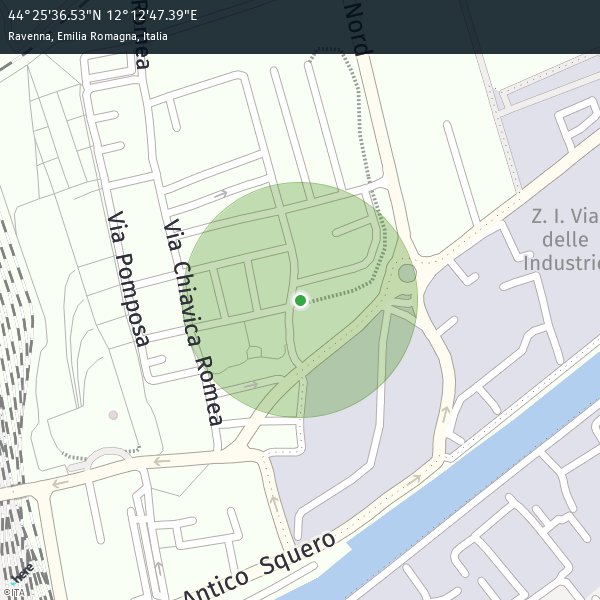 44°25'36.53"N 12°12'47.39"E
Ravenna, Emilia Romagna, Italia
Romea
Nord
Via Pomposa
Via Chiavica Romea
Z. I. Via
delle
Industrie
Antico Squero
here
©ITA